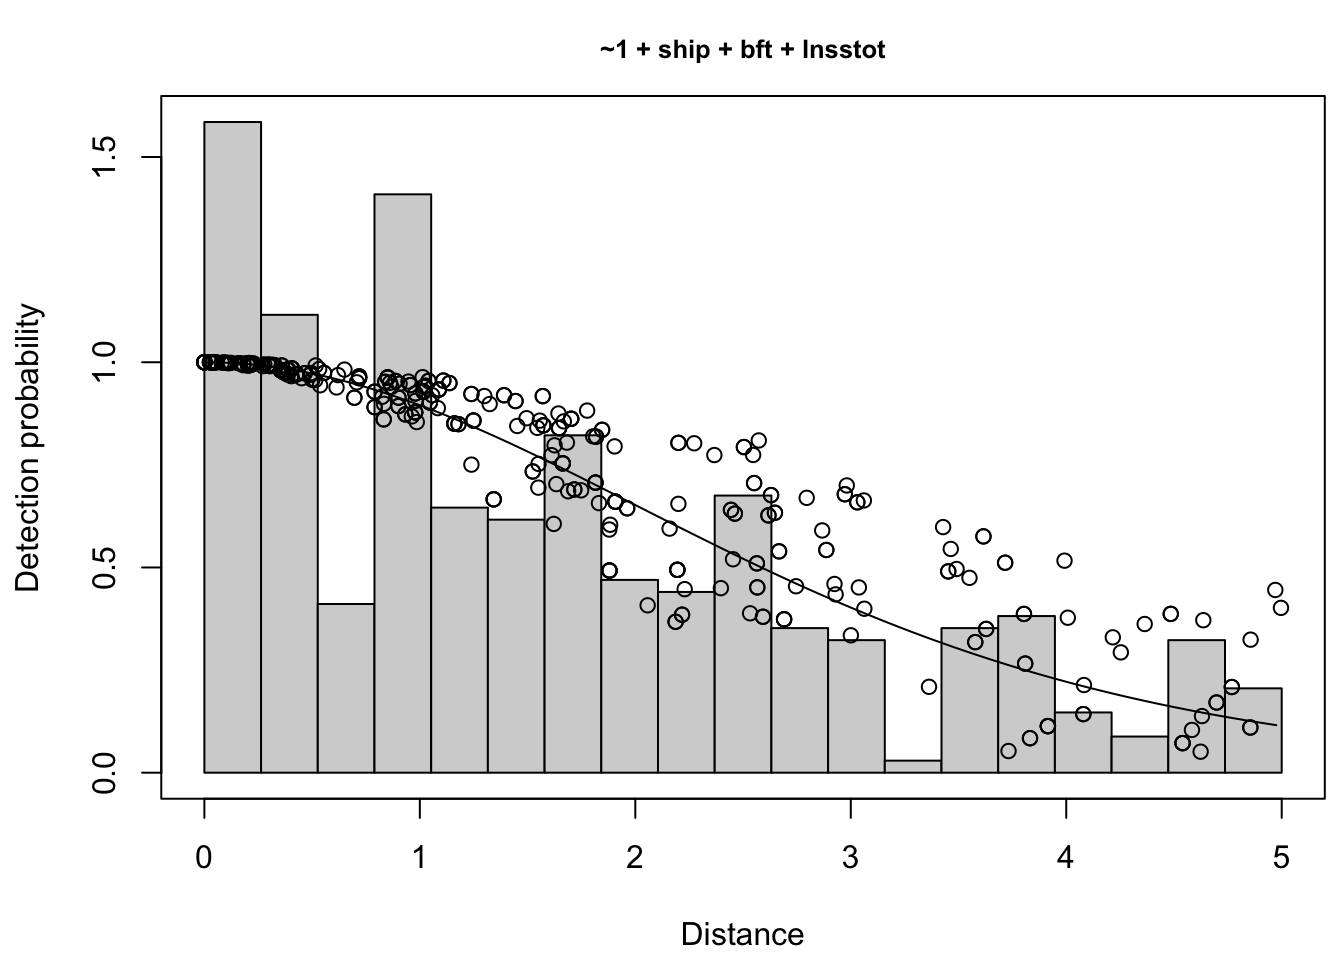 ~1 + ship + bft + lnsstot
Detection probability
1.5
1.0
0.5
0.0
0 1 2 3 4 5
Distance